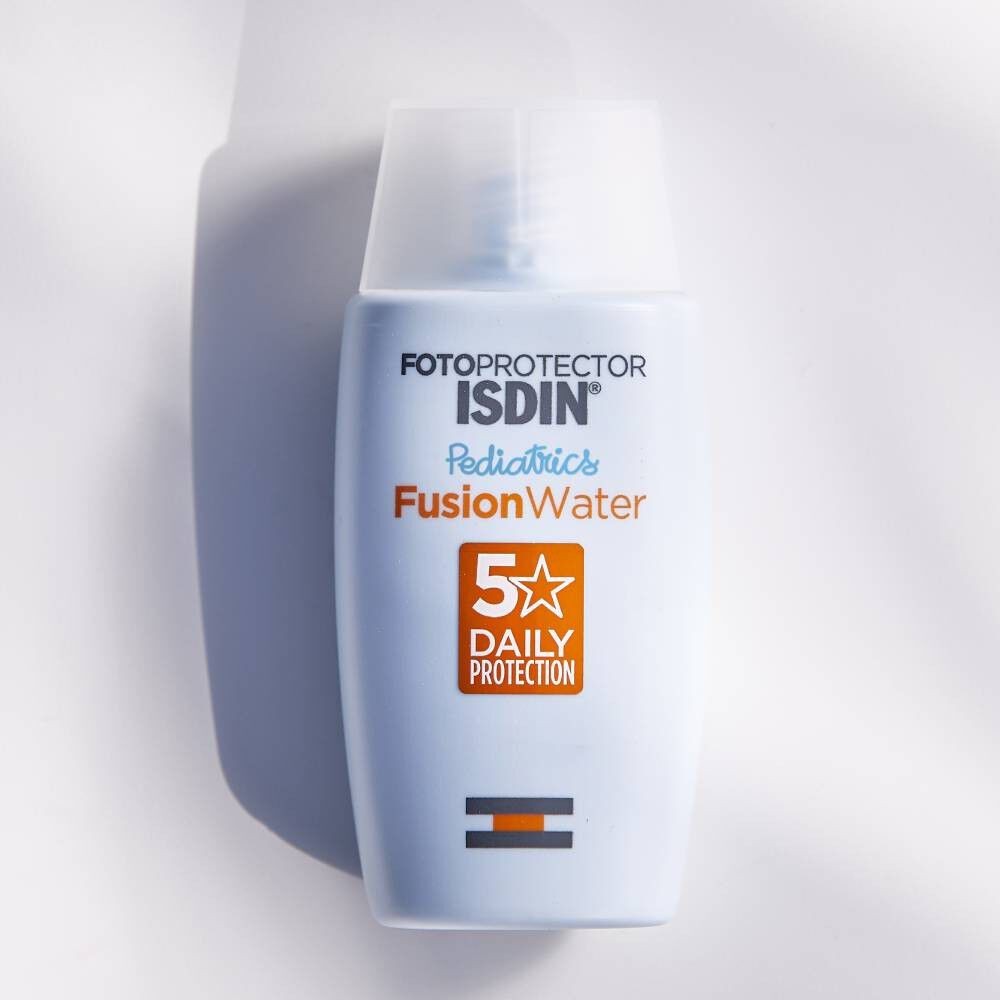 FOTOPROTECTOR
ISDIN®
Pediatrics
FusionWater
5
DAILY
PROTECTION